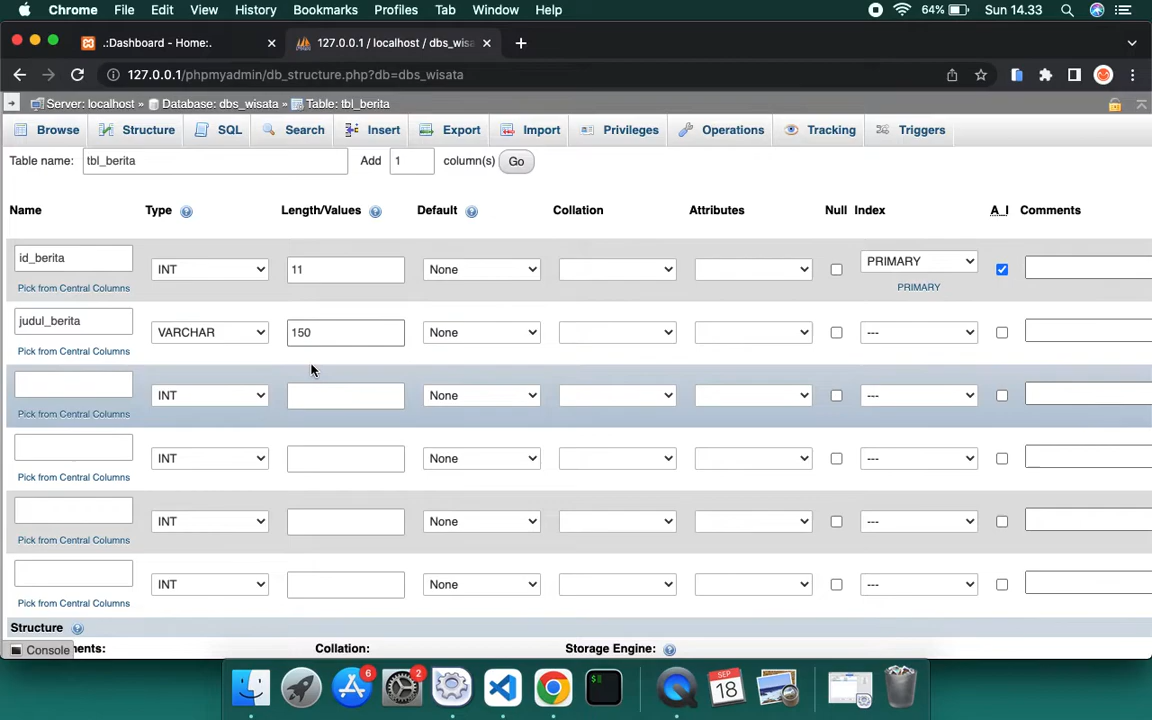 Chrome File Edit View History Bookmarks Profiles Tab Window Help 64% Sun 14.33
.:Dashboard - Home:. 127.0.0.1 / localhost / dbs_wisa
127.0.0.1/phpmyadmin/db_structure.php?db=dbs_wisata
Server: localhost » Database: dbs_wisata » Table: tbl_berita
Browse Structure SQL Search Insert Export Import Privileges Operations Tracking Triggers
Table name: tbl_berita Add 1 column(s) Go
Name Type Length/Values Default Collation Attributes Null Index A_I Comments
id_berita INT 11 None PRIMARY
Pick from Central Columns PRIMARY
judul_berita VARCHAR 150 None ---
Pick from Central Columns
INT None ---
Pick from Central Columns
INT None ---
Pick from Central Columns
INT None ---
Pick from Central Columns
INT None ---
Pick from Central Columns
Structure
Console ents: Collation: Storage Engine:
6 2 SEP 18